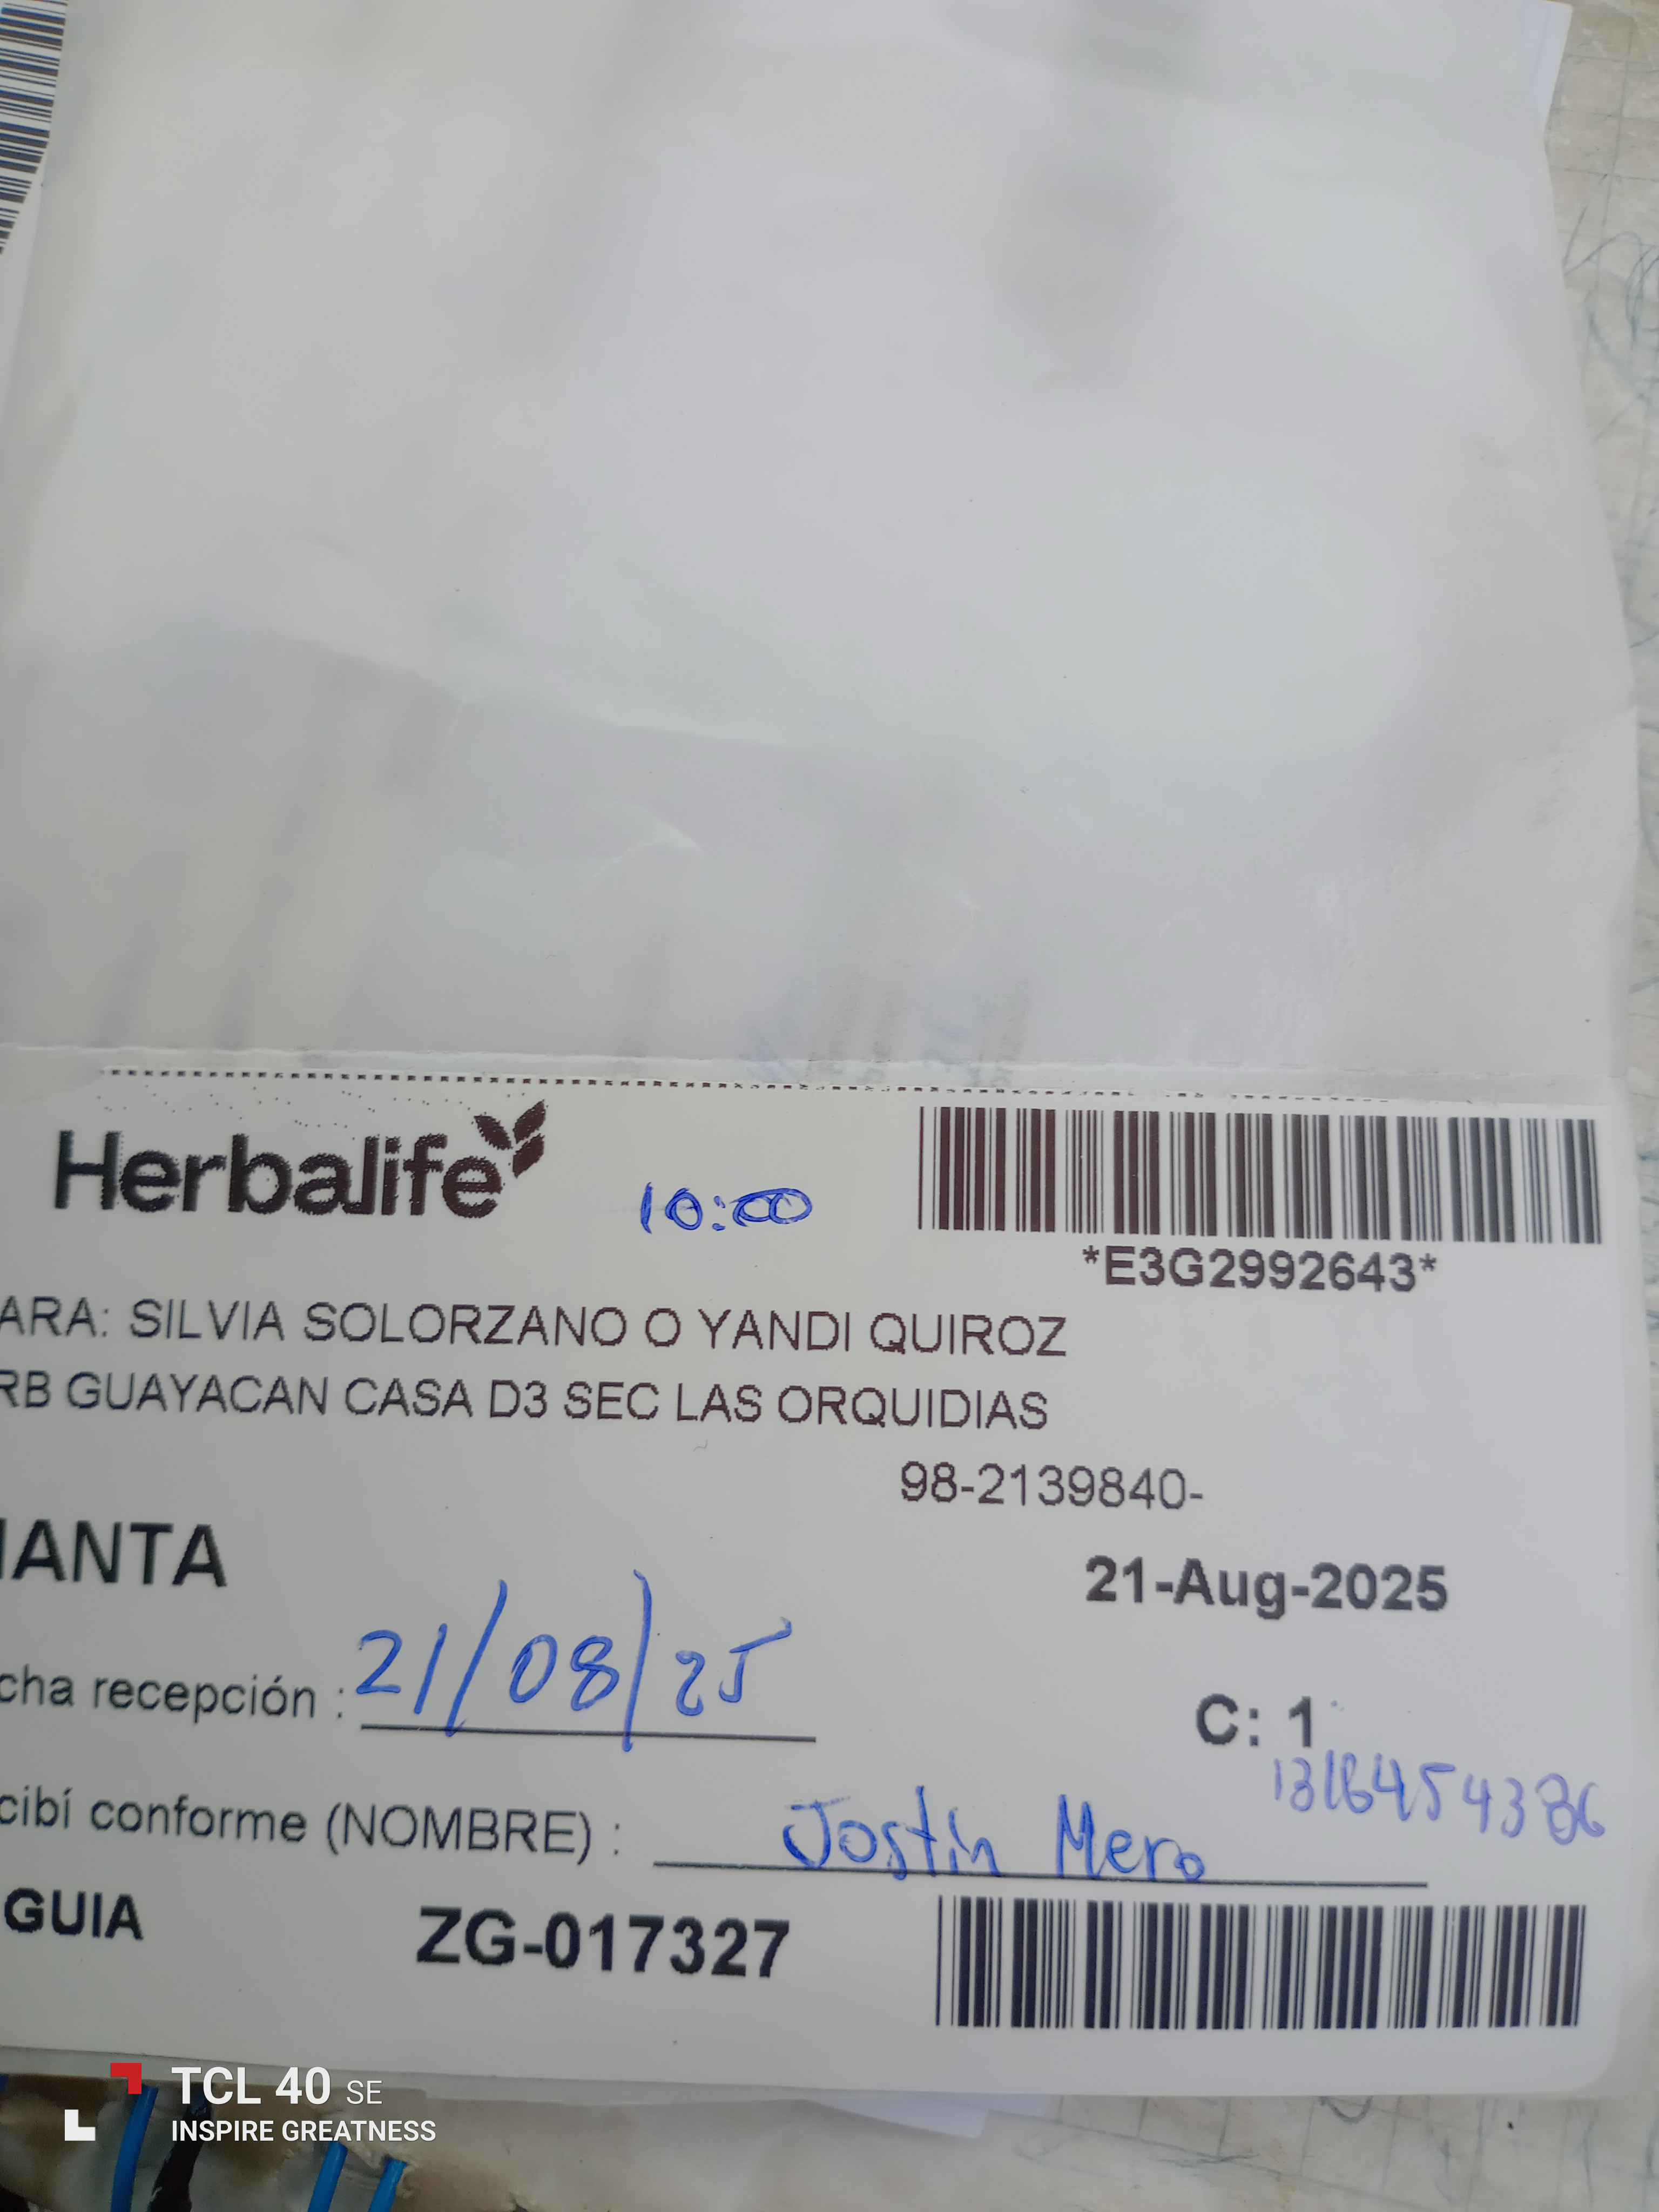 Herbalife
10:00
*E3G2992643*
ARA: SILVIA SOLORZANO O YANDI QUIROZ
RB GUAYACAN CASA D3 SEC LAS ORQUIDIAS
98-2139840-
MANTA
21-Aug-2025
cha recepción : 21/08/25
C: 1
cibí conforme (NOMBRE) : Jostin Mero
GUIA ZG-017327
TCL 40 SE
INSPIRE GREATNESS